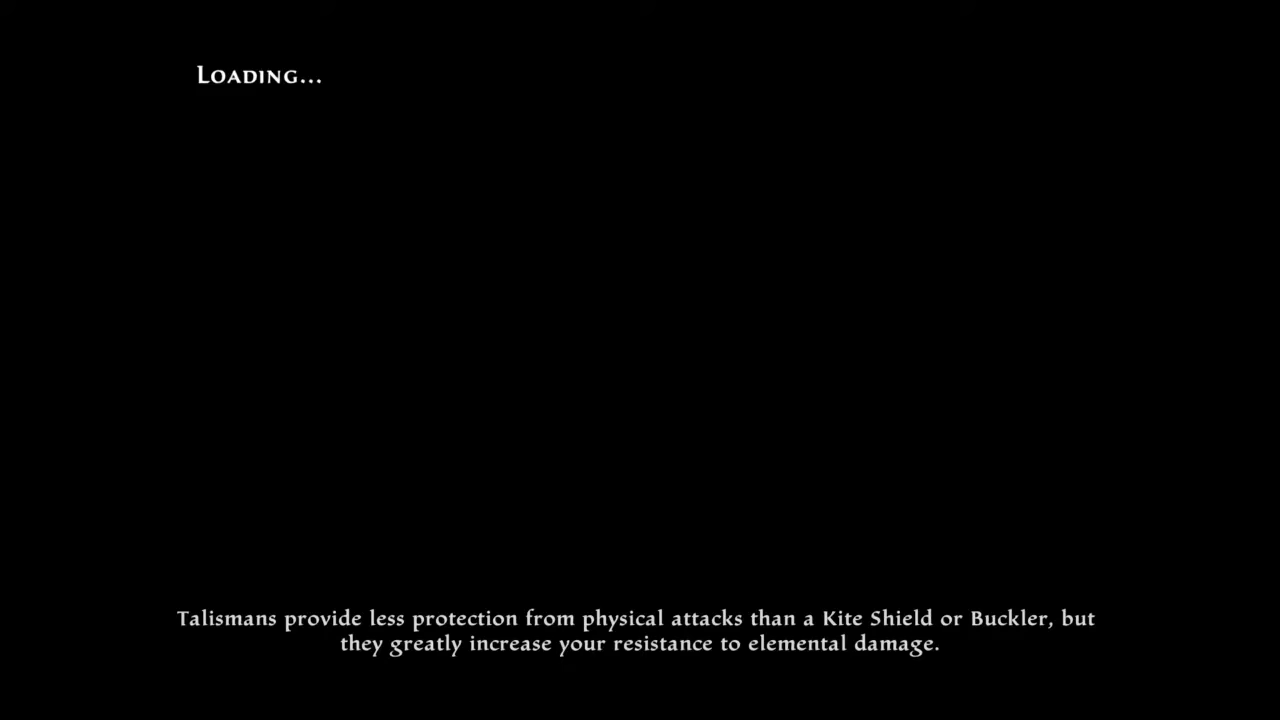 Loading...
Talismans provide less protection from physical attacks than a Kite Shield or Buckler, but
they greatly increase your resistance to elemental damage.